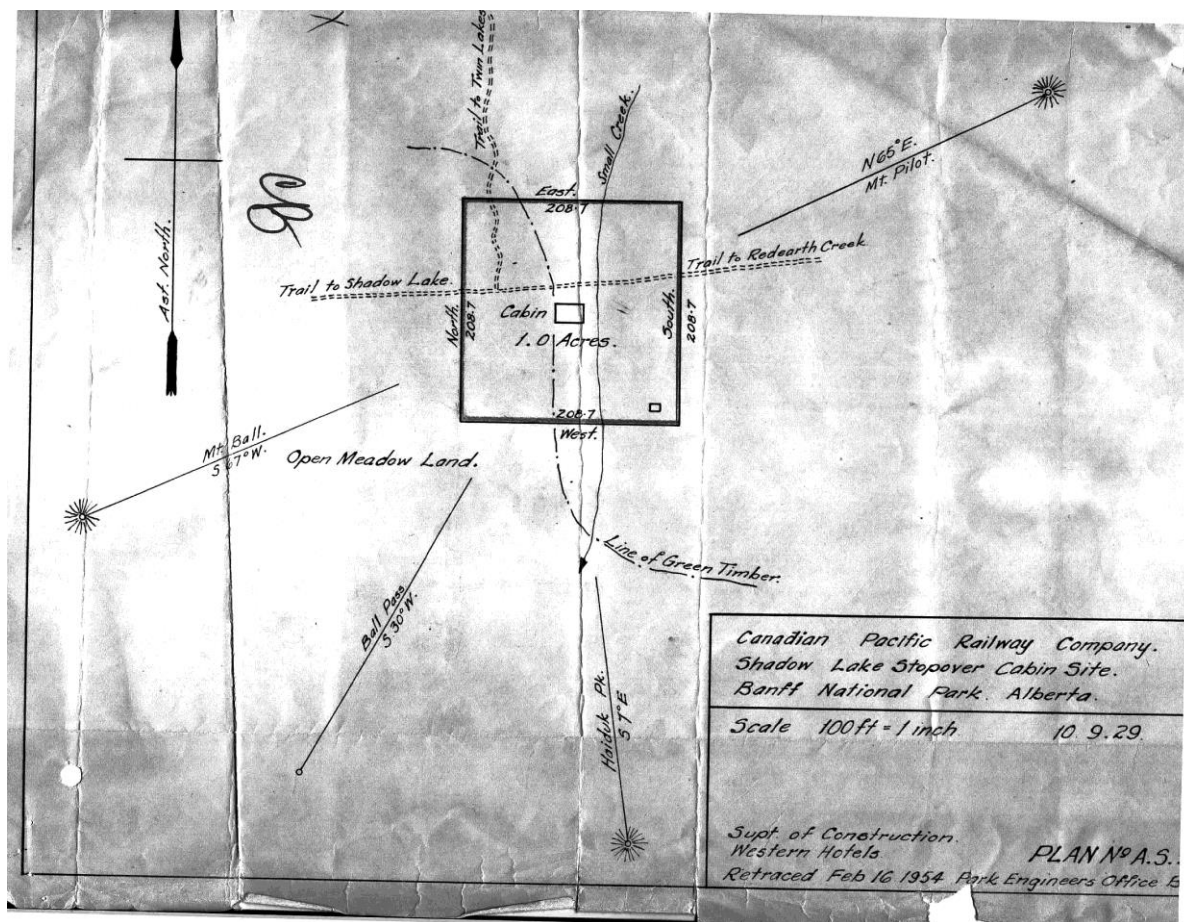 Ast. North.
Trail to Twin Lakes
Small Creek.
N65°E.
Mt. Pilot.
East.
208.7
Trail to Shadow Lake.
Trail to Redearth Creek
North.
208.7
Cabin
1.0 Acres.
South.
208.7
208.7
West.
Mt. Ball.
S 67° W.
Open Meadow Land.
Ball Pass
S 30° W.
Line of Green Timber.
Haiduk Pk.
S 7° E
Canadian Pacific Railway Company.
Shadow Lake Stopover Cabin Site.
Banff National Park. Alberta.
Scale 100ft = 1 inch 10 9.29.
Supt. of Construction.
Western Hotels
PLAN Nº A.S.
Retraced Feb 16 1954 Park Engineers Office